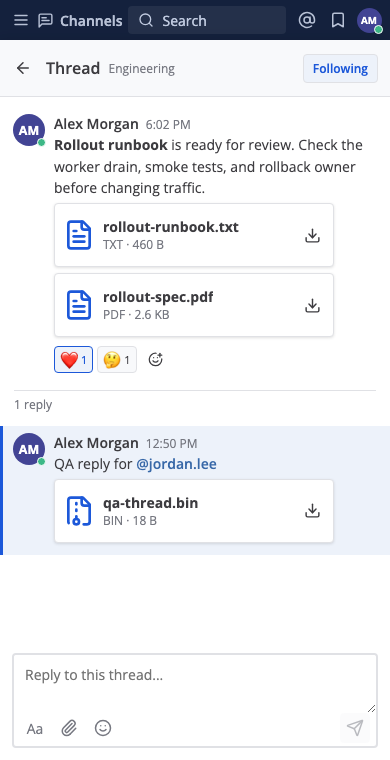 Channels
Search
AM
Thread
Engineering
Following
AM
Alex Morgan 6:02 PM
Rollout runbook is ready for review. Check the
worker drain, smoke tests, and rollback owner
before changing traffic.
rollout-runbook.txt
TXT · 460 B
rollout-spec.pdf
PDF · 2.6 KB
❤️ 1 🤔 1
1 reply
AM
Alex Morgan 12:50 PM
QA reply for @jordan.lee
qa-thread.bin
BIN · 18 B
Reply to this thread...
Aa